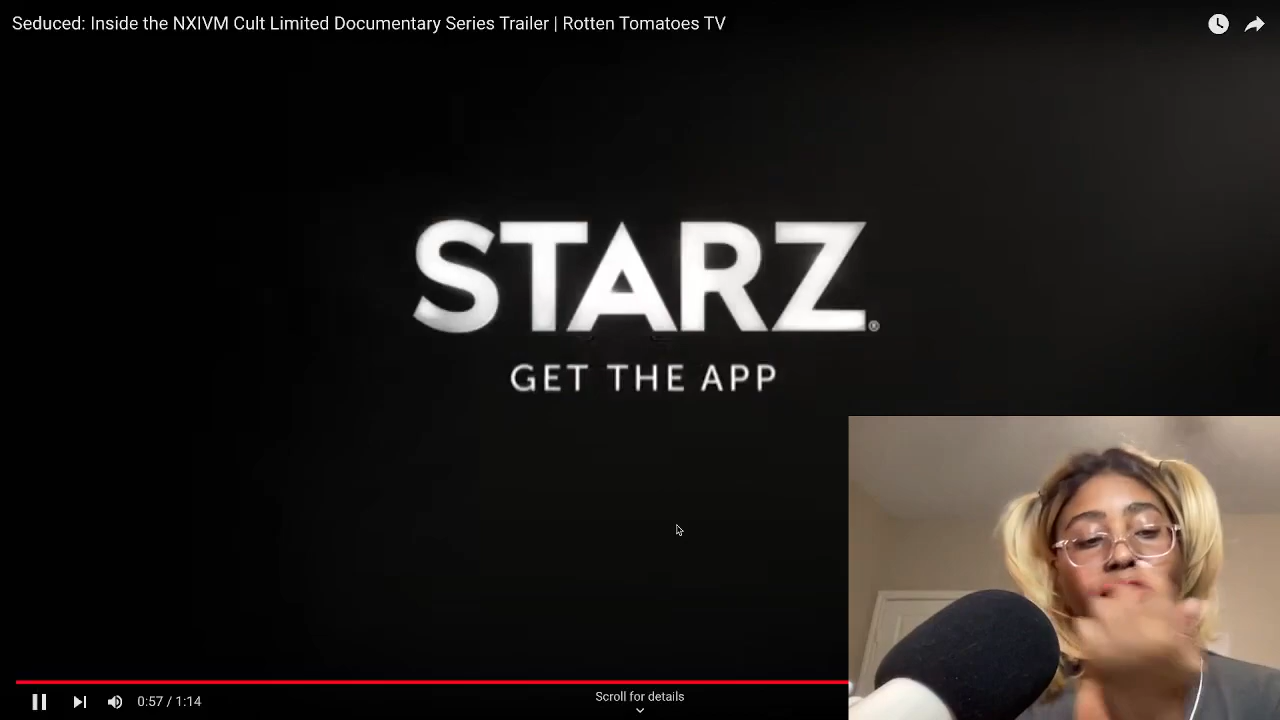 Seduced: Inside the NXIVM Cult Limited Documentary Series Trailer | Rotten Tomatoes TV
STARZ®
GET THE APP
Scroll for details
0:57 / 1:14